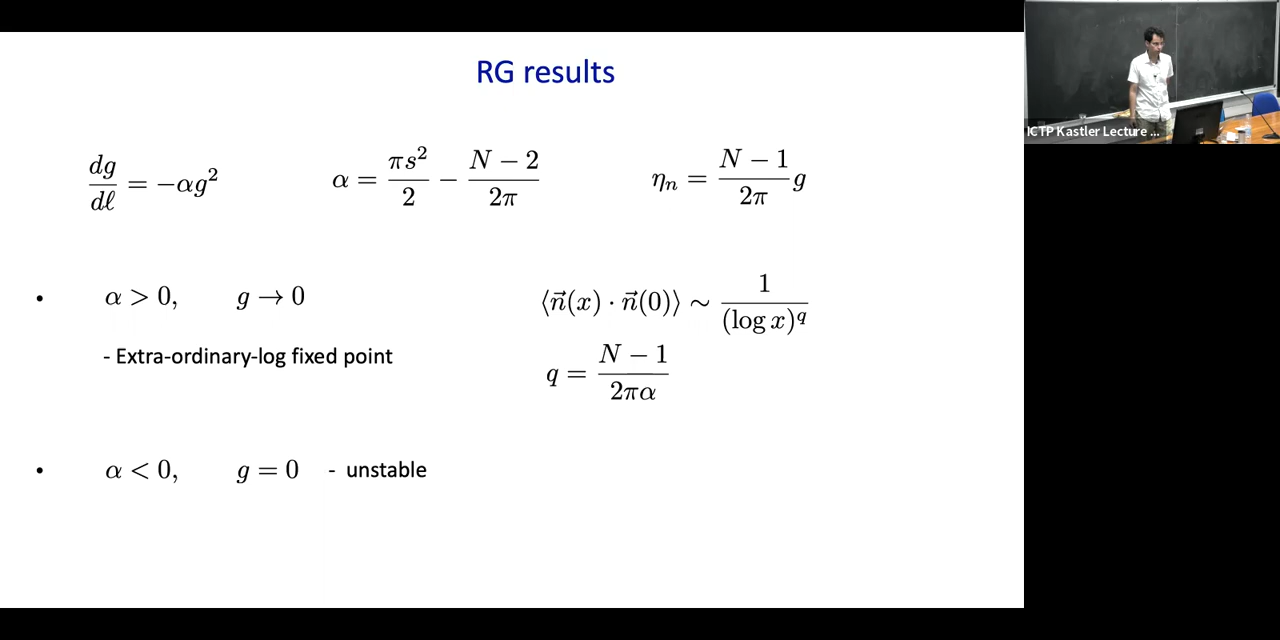 RG results
dg/dℓ = −αg² α = πs²/2 − (N − 2)/2π ηₙ = (N − 1)/2π g
• α > 0, g → 0 ⟨n⃗(x) · n⃗(0)⟩ ∼ 1/(log x)^q
- Extra-ordinary-log fixed point
q = (N − 1)/2πα
• α < 0, g = 0 - unstable
ICTP Kastler Lecture ...